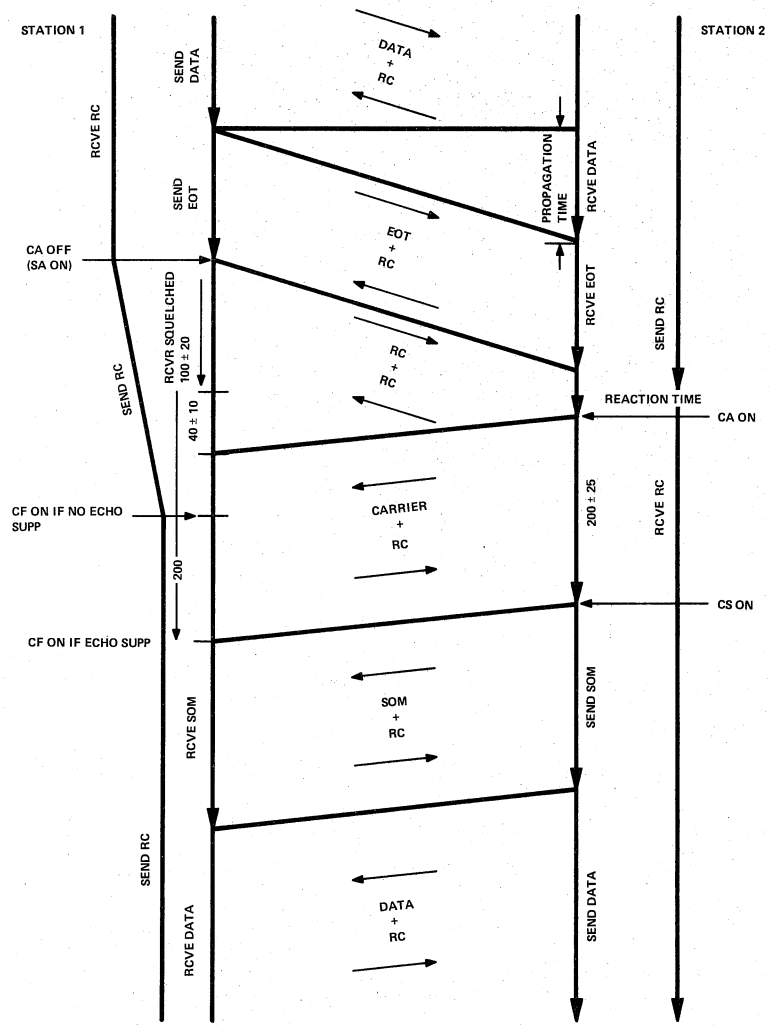 STATION 1
STATION 2
SEND
DATA
DATA
+
RC
RCVE RC
SEND
EOT
PROPAGATION
TIME
RCVE DATA
EOT
+
RC
CA OFF
(SA ON)
RCVR SQUELCHED
100 ± 20
RCVE EOT
SEND RC
RC
+
RC
SEND RC
40 ± 10
REACTION TIME
CA ON
CARRIER
+
RC
200 ± 25
RCVE RC
CF ON IF NO ECHO
SUPP
200
CS ON
CF ON IF ECHO SUPP
RCVE SOM
SOM
+
RC
SEND SOM
SEND RC
RCVE DATA
DATA
+
RC
SEND DATA